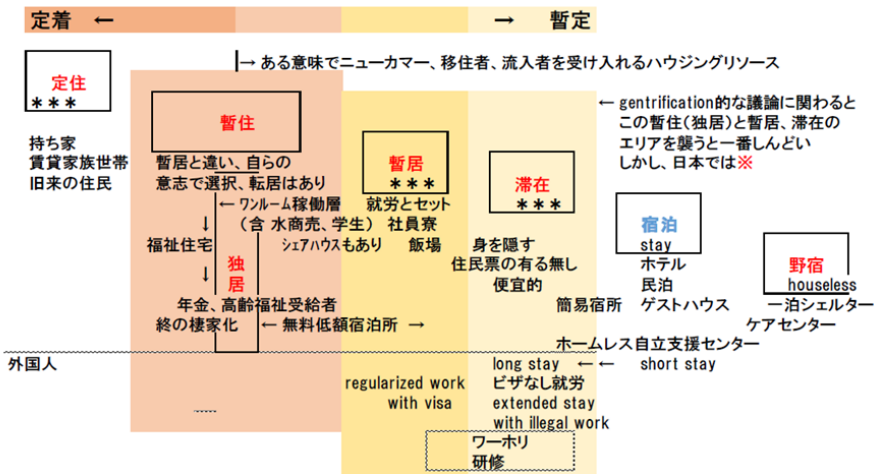 定着 ←
→ 暫定
→ ある意味でニューカマー、移住者、流入者を受け入れるハウジングリソース
定住
＊＊＊
持ち家
賃貸家族世帯
旧来の住民
暫住
暫居と違い、自らの
意志で選択、転居はあり
← ワンルーム稼働層
（含 水商売、学生）
シェアハウスもあり
↓
福祉住宅
↓
独居
年金、高齢福祉受給者
終の棲家化
← 無料低額宿泊所 →
暫居
＊＊＊
就労とセット
社員寮
飯場
滞在
＊＊＊
身を隠す
住民票の有る無し
便宜的
← gentrification的な議論に関わると
この暫住（独居）と暫居、滞在の
エリアを襲うと一番しんどい
しかし、日本では※
宿泊
stay
ホテル
民泊
簡易宿所 ゲストハウス
野宿
houseless
一泊シェルター
ケアセンター
ホームレス自立支援センター
外国人
long stay ← ← short stay
regularized work
with visa
ビザなし就労
extended stay
with illegal work
ワーホリ
研修